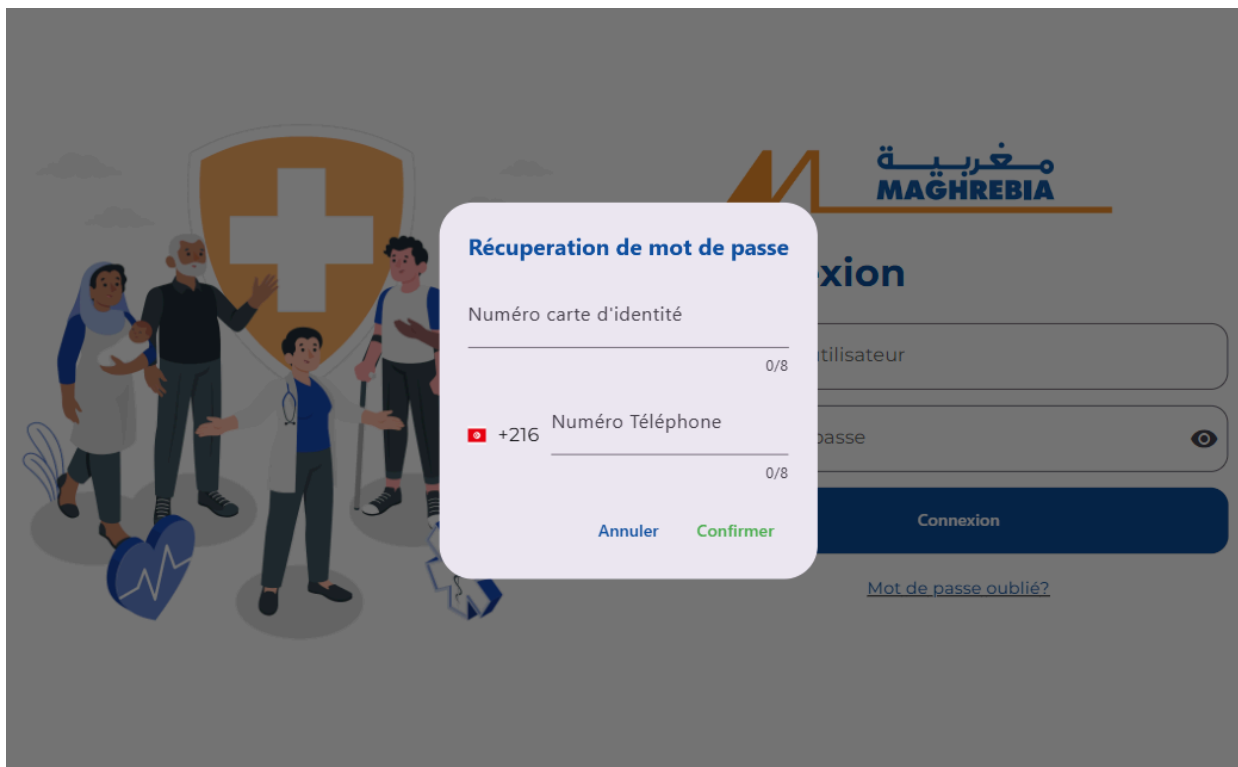 مغربية
MAGHREBIA
xion
tilisateur
passe
Connexion
Mot de passe oublié?
Récuperation de mot de passe
Numéro carte d'identité
0/8
+216
Numéro Téléphone
0/8
Annuler
Confirmer